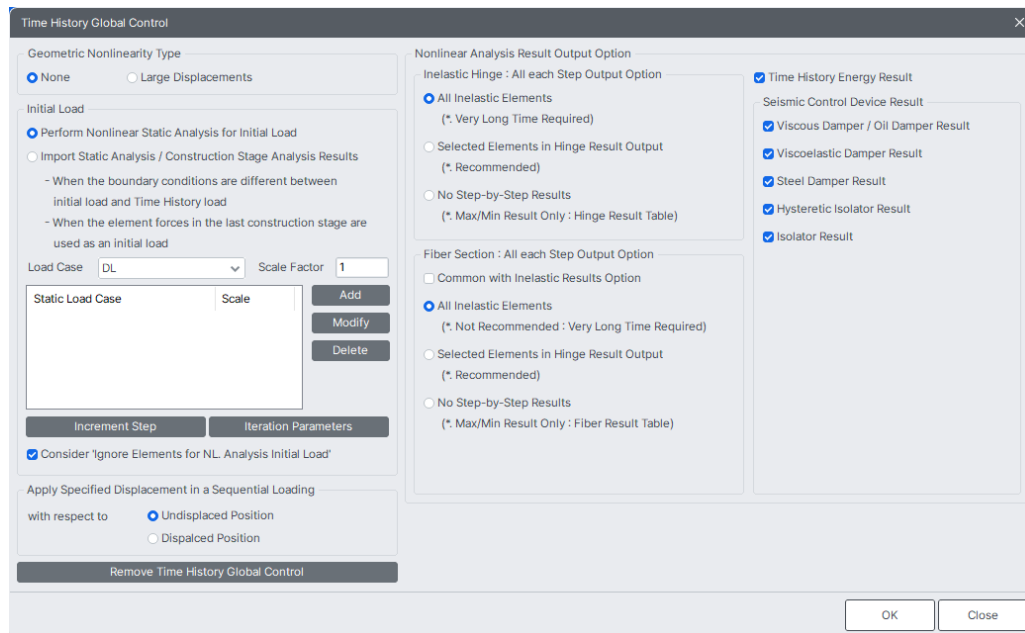 Time History Global Control
Geometric Nonlinearity Type
None
Large Displacements
Initial Load
Perform Nonlinear Static Analysis for Initial Load
Import Static Analysis / Construction Stage Analysis Results
- When the boundary conditions are different between
initial load and Time History load
- When the element forces in the last construction stage are
used as an initial load
Load Case
DL
Scale Factor
1
Static Load Case
Scale
Add
Modify
Delete
Increment Step
Iteration Parameters
Consider 'Ignore Elements for NL. Analysis Initial Load'
Apply Specified Displacement in a Sequential Loading
with respect to
Undisplaced Position
Dispalced Position
Remove Time History Global Control
Nonlinear Analysis Result Output Option
Inelastic Hinge : All each Step Output Option
All Inelastic Elements
(*. Very Long Time Required)
Selected Elements in Hinge Result Output
(*. Recommended)
No Step-by-Step Results
(*. Max/Min Result Only : Hinge Result Table)
Fiber Section : All each Step Output Option
Common with Inelastic Results Option
All Inelastic Elements
(*. Not Recommended : Very Long Time Required)
Selected Elements in Hinge Result Output
(*. Recommended)
No Step-by-Step Results
(*. Max/Min Result Only : Fiber Result Table)
Time History Energy Result
Seismic Control Device Result
Viscous Damper / Oil Damper Result
Viscoelastic Damper Result
Steel Damper Result
Hysteretic Isolator Result
Isolator Result
OK
Close